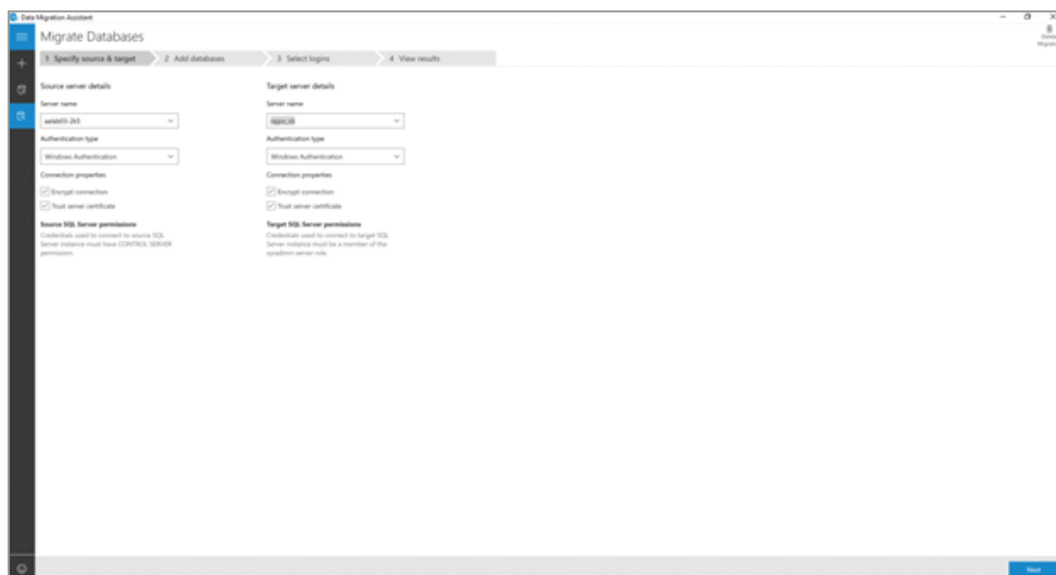 Data Migration Assistant
Delete
Migrate Databases
1 Specify source & target
2 Add databases
3 Select logins
4 View results
Source server details
Target server details
Server name
Server name
Authentication type
Authentication type
Windows Authentication
Windows Authentication
Connection properties
Connection properties
Encrypt connection
Encrypt connection
Trust server certificate
Trust server certificate
Source SQL Server permissions
Target SQL Server permissions
Credentials used to connect to source SQL
Server instance must have CONTROL SERVER
permission.
Credentials used to connect to target SQL
Server instance must be a member of the
sysadmin server role.
Next